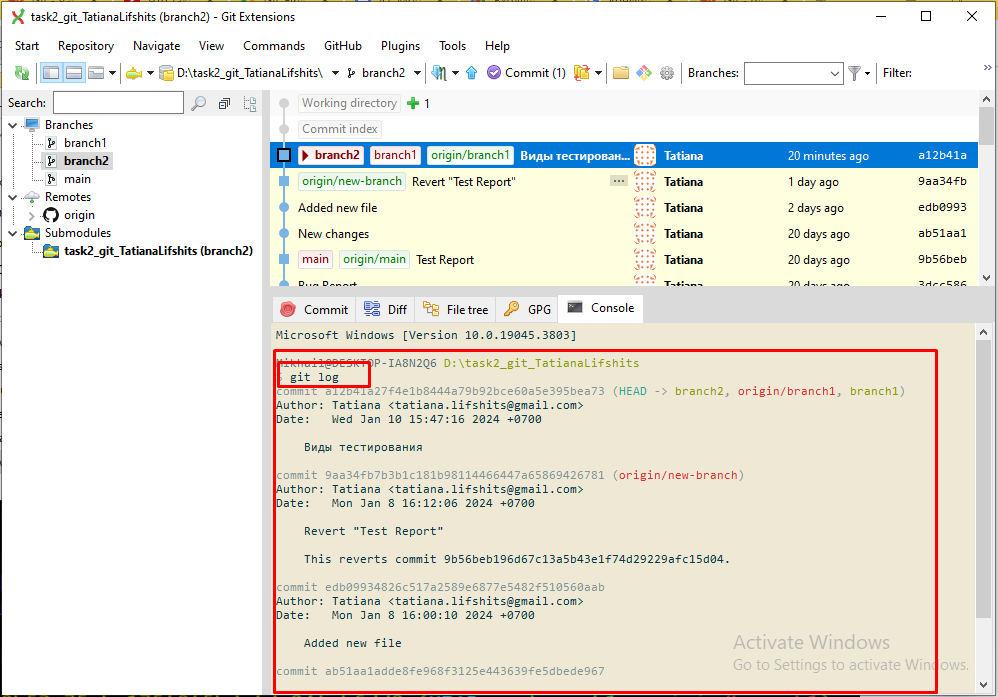 task2_git_TatianaLifshits (branch2) - Git Extensions
Start Repository Navigate View Commands GitHub Plugins Tools Help
D:\task2_git_TatianaLifshits\ branch2 Commit (1) Branches: Filter: »
Search:
Working directory 1
Commit index
Branches
branch1
branch2
main
Remotes
origin
Submodules
task2_git_TatianaLifshits (branch2)
branch2 branch1 origin/branch1 Виды тестирован... Tatiana 20 minutes ago a12b41a
origin/new-branch Revert "Test Report" ... Tatiana 1 day ago 9aa34fb
Added new file Tatiana 2 days ago edb0993
New changes Tatiana 20 days ago ab51aa1
main origin/main Test Report Tatiana 20 days ago 9b56beb
Bug Report Tatiana 20 days ago 3dcc586
Commit Diff File tree GPG Console
Microsoft Windows [Version 10.0.19045.3803]
Mikhail@DESKTOP-IA8N2Q6 D:\task2_git_TatianaLifshits
$ git log
commit a12b41a27f4e1b8444a79b92bce60a5e395bea73 (HEAD -> branch2, origin/branch1, branch1)
Author: Tatiana <tatiana.lifshits@gmail.com>
Date: Wed Jan 10 15:47:16 2024 +0700
Виды тестирования
commit 9aa34fb7b3b1c181b98114466447a65869426781 (origin/new-branch)
Author: Tatiana <tatiana.lifshits@gmail.com>
Date: Mon Jan 8 16:12:06 2024 +0700
Revert "Test Report"
This reverts commit 9b56beb196d67c13a5b43e1f74d29229afc15d04.
commit edb09934826c517a2589e6877e5482f510560aab
Author: Tatiana <tatiana.lifshits@gmail.com>
Date: Mon Jan 8 16:00:10 2024 +0700
Added new file
commit ab51aa1adde8fe968f3125e443639fe5dbede967
Activate Windows
Go to Settings to activate Windows.